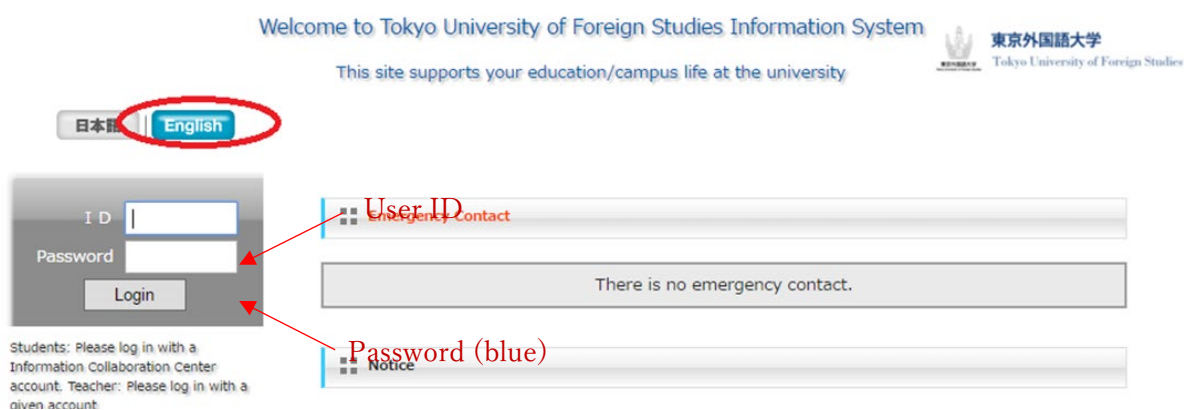 Welcome to Tokyo University of Foreign Studies Information System
This site supports your education/campus life at the university
東京外国語大学
Tokyo University of Foreign Studies
日本語 | English
ID
Password
Login
User ID
Emergency Contact
There is no emergency contact.
Password (blue)
Notice
Students: Please log in with a
Information Collaboration Center
account. Teacher: Please log in with a
given account